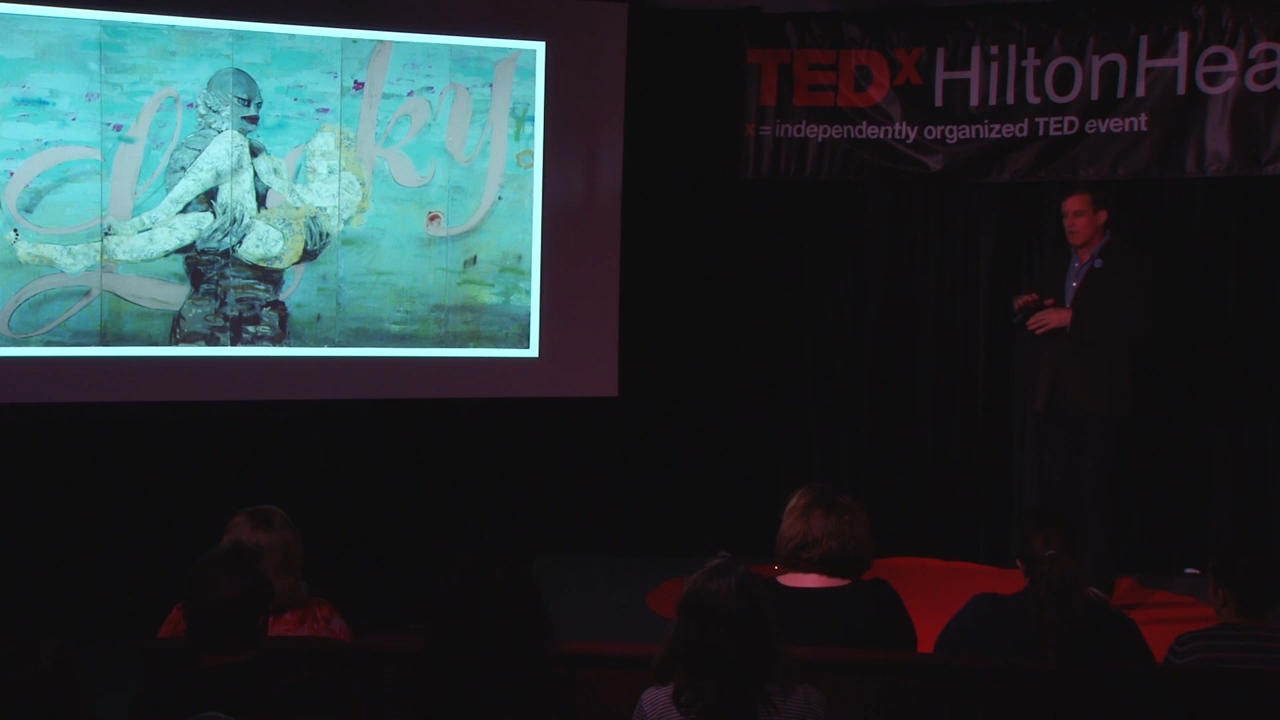 TEDx HiltonHea
x = independently organized TED event